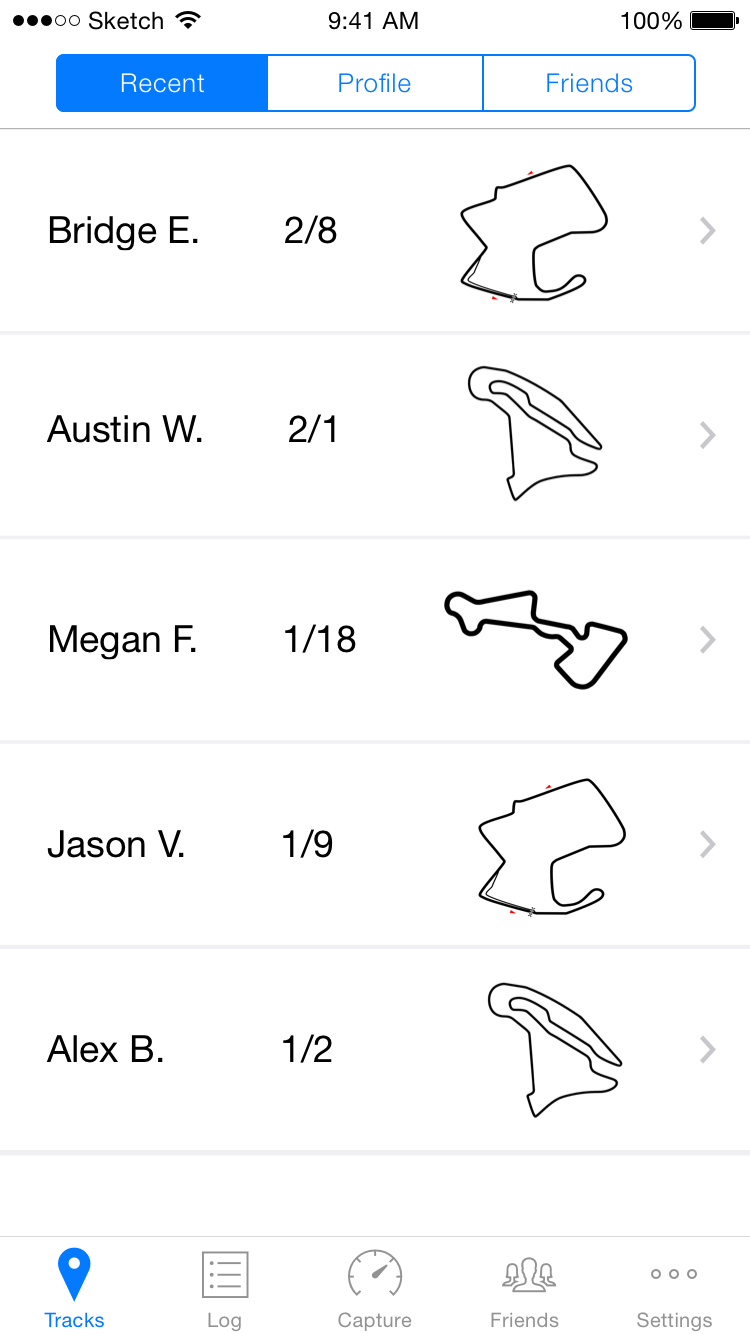 Sketch 9:41 AM 100%
Recent Profile Friends
Bridge E. 2/8
Austin W. 2/1
Megan F. 1/18
Jason V. 1/9
Alex B. 1/2
Tracks Log Capture Friends Settings